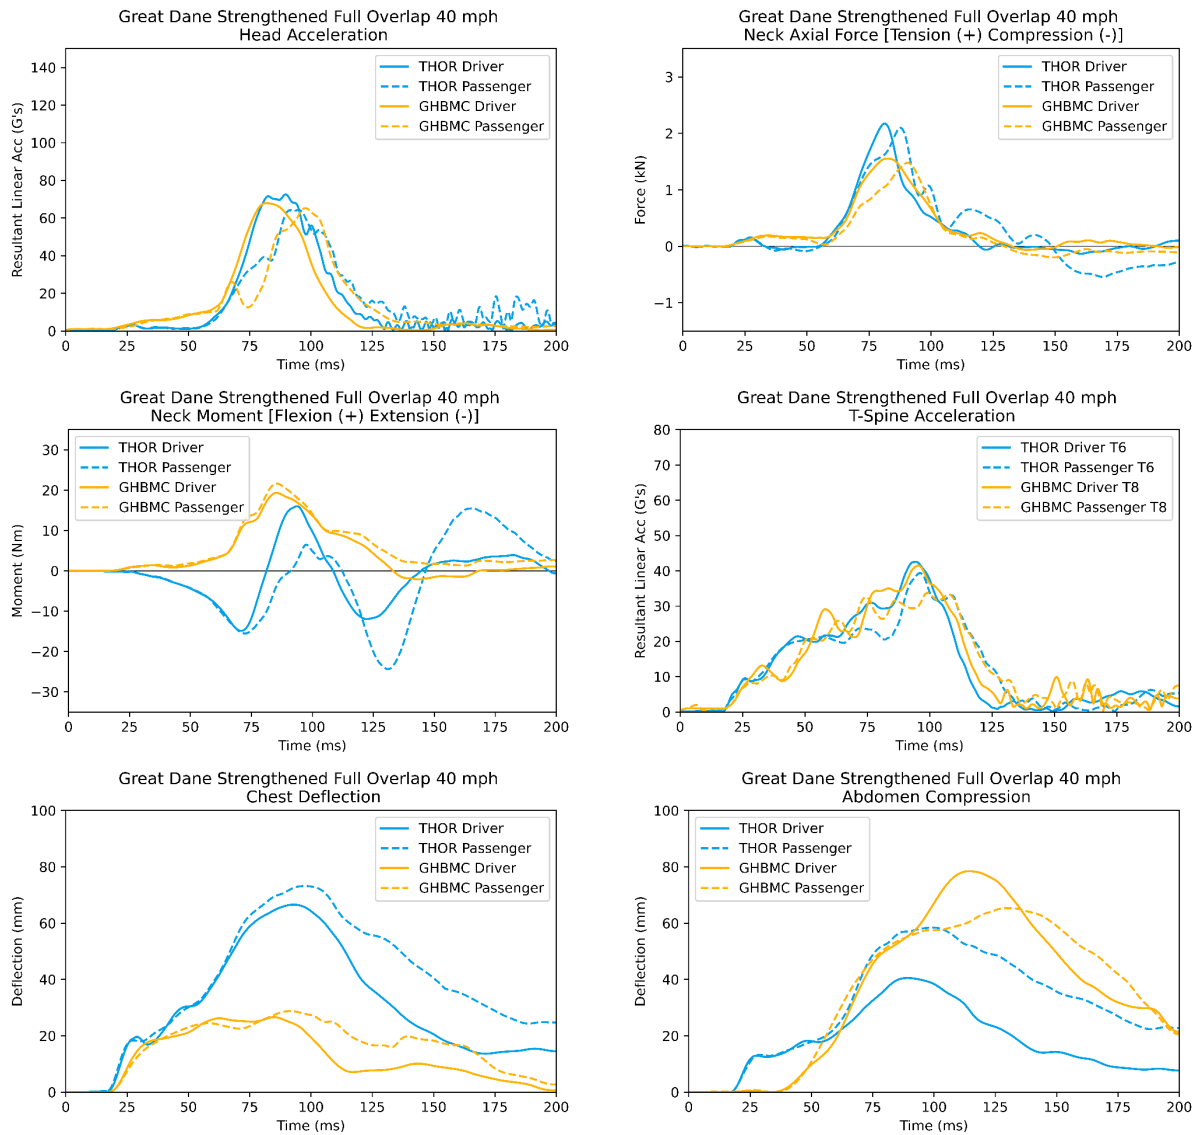 Great Dane Strengthened Full Overlap 40 mph
Head Acceleration
Resultant Linear Acc (G's)
140
120
100
80
60
40
20
0
0 25 50 75 100 125 150 175 200
Time (ms)
THOR Driver
THOR Passenger
GHBMC Driver
GHBMC Passenger
Great Dane Strengthened Full Overlap 40 mph
Neck Axial Force [Tension (+) Compression (-)]
Force (kN)
3
2
1
0
−1
0 25 50 75 100 125 150 175 200
Time (ms)
THOR Driver
THOR Passenger
GHBMC Driver
GHBMC Passenger
Great Dane Strengthened Full Overlap 40 mph
Neck Moment [Flexion (+) Extension (-)]
Moment (Nm)
30
20
10
0
−10
−20
−30
0 25 50 75 100 125 150 175 200
Time (ms)
THOR Driver
THOR Passenger
GHBMC Driver
GHBMC Passenger
Great Dane Strengthened Full Overlap 40 mph
T-Spine Acceleration
Resultant Linear Acc (G's)
80
70
60
50
40
30
20
10
0
0 25 50 75 100 125 150 175 200
Time (ms)
THOR Driver T6
THOR Passenger T6
GHBMC Driver T8
GHBMC Passenger T8
Great Dane Strengthened Full Overlap 40 mph
Chest Deflection
Deflection (mm)
100
80
60
40
20
0
0 25 50 75 100 125 150 175 200
Time (ms)
THOR Driver
THOR Passenger
GHBMC Driver
GHBMC Passenger
Great Dane Strengthened Full Overlap 40 mph
Abdomen Compression
Deflection (mm)
100
80
60
40
20
0
0 25 50 75 100 125 150 175 200
Time (ms)
THOR Driver
THOR Passenger
GHBMC Driver
GHBMC Passenger